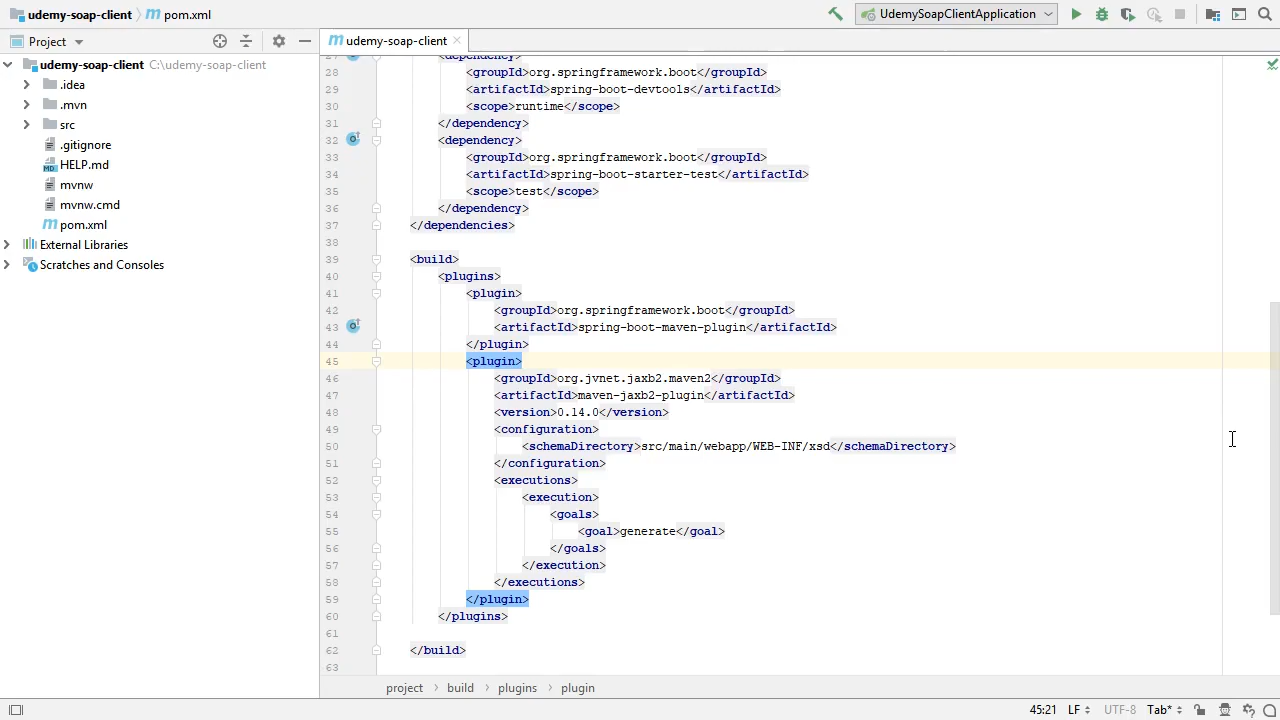 udemy-soap-client
pom.xml
UdemySoapClientApplication
Project
udemy-soap-client
udemy-soap-client C:\udemy-soap-client
.idea
.mvn
src
.gitignore
HELP.md
mvnw
mvnw.cmd
pom.xml
External Libraries
Scratches and Consoles
27 <dependency>
28 <groupId>org.springframework.boot</groupId>
29 <artifactId>spring-boot-devtools</artifactId>
30 <scope>runtime</scope>
31 </dependency>
32 <dependency>
33 <groupId>org.springframework.boot</groupId>
34 <artifactId>spring-boot-starter-test</artifactId>
35 <scope>test</scope>
36 </dependency>
37 </dependencies>
38
39 <build>
40 <plugins>
41 <plugin>
42 <groupId>org.springframework.boot</groupId>
43 <artifactId>spring-boot-maven-plugin</artifactId>
44 </plugin>
45 <plugin>
46 <groupId>org.jvnet.jaxb2.maven2</groupId>
47 <artifactId>maven-jaxb2-plugin</artifactId>
48 <version>0.14.0</version>
49 <configuration>
50 <schemaDirectory>src/main/webapp/WEB-INF/xsd</schemaDirectory>
51 </configuration>
52 <executions>
53 <execution>
54 <goals>
55 <goal>generate</goal>
56 </goals>
57 </execution>
58 </executions>
59 </plugin>
60 </plugins>
61
62 </build>
63
project
build
plugins
plugin
45:21 LF UTF-8 Tab*